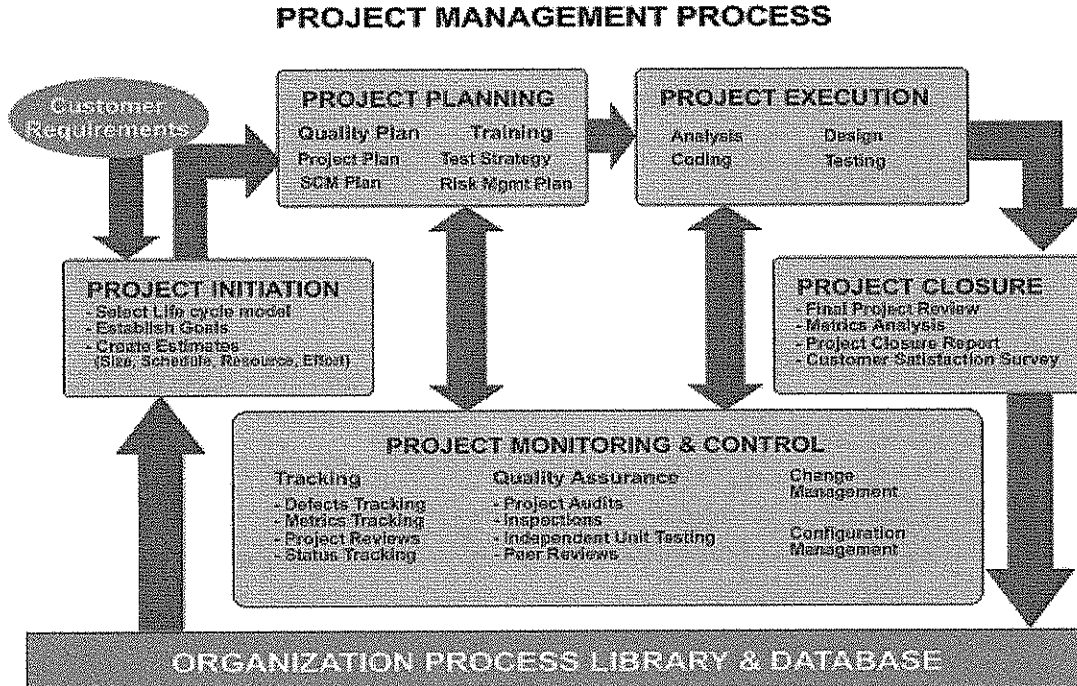 PROJECT MANAGEMENT PROCESS
Customer
Requirements
PROJECT PLANNING
Quality Plan Training
Project Plan Test Strategy
SCM Plan Risk Mgmt Plan
PROJECT EXECUTION
Analysis Design
Coding Testing
PROJECT INITIATION
- Select Life cycle model
- Establish Goals
- Create Estimates
(Size, Schedule, Resource, Effort)
PROJECT CLOSURE
- Final Project Review
- Metrics Analysis
- Project Closure Report
- Customer Satisfaction Survey
PROJECT MONITORING & CONTROL
Tracking
- Defects Tracking
- Metrics Tracking
- Project Reviews
- Status Tracking
Quality Assurance
- Project Audits
- Inspections
- Independent Unit Testing
- Peer Reviews
Change
Management
Configuration
Management
ORGANIZATION PROCESS LIBRARY & DATABASE